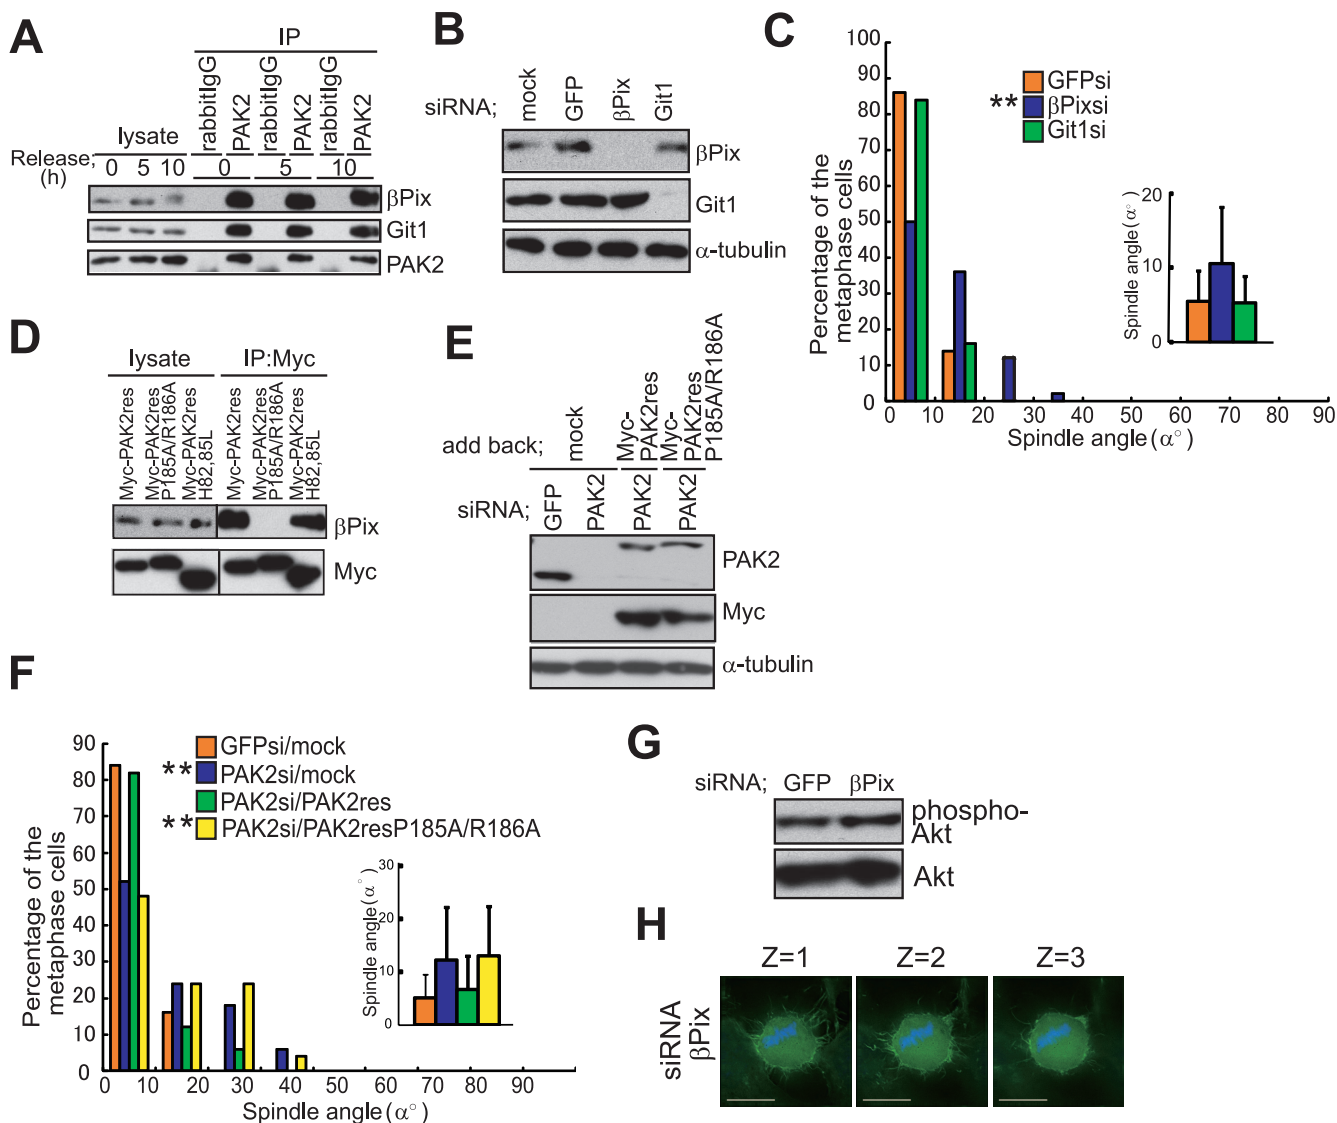 A
IP
rabbitIgG
PAK2
rabbitIgG
PAK2
rabbitIgG
PAK2
lysate
Release;
(h)
0 5 10 0 5 10
βPix
Git1
PAK2
B
siRNA; mock GFP βPix Git1
βPix
Git1
α-tubulin
C
100
90
80
70
60
50
40
30
20
10
0
Percentage of the
metaphase cells
GFPsi
** βPixsi
Git1si
Spindle angle(α°)
20
10
0
0 10 20 30 40 50 60 70 80 90
Spindle angle(α°)
D
lysate IP:Myc
Myc-PAK2res
Myc-PAK2res
P185A/R186A
Myc-PAK2res
H82,85L
Myc-PAK2res
Myc-PAK2res
P185A/R186A
Myc-PAK2res
H82,85L
βPix
Myc
E
add back; mock
Myc-
PAK2res
Myc-
PAK2res
P185A/R186A
siRNA; GFP PAK2 PAK2 PAK2
PAK2
Myc
α-tubulin
F
90
80
70
60
50
40
30
20
10
0
Percentage of the
metaphase cells
GFPsi/mock
** PAK2si/mock
PAK2si/PAK2res
** PAK2si/PAK2resP185A/R186A
Spindle angle(α°)
30
20
10
0
0 10 20 30 40 50 60 70 80 90
Spindle angle(α°)
G
siRNA; GFP βPix
phospho-
Akt
Akt
H
Z=1 Z=2 Z=3
siRNA
βPix